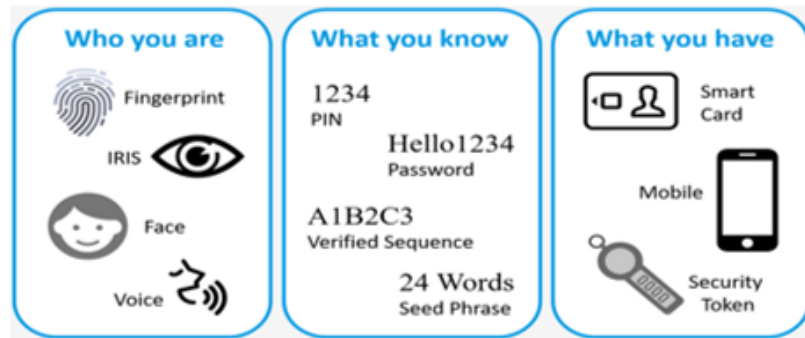 Who you are
Fingerprint
IRIS
Face
Voice
What you know
1234
PIN
Hello1234
Password
A1B2C3
Verified Sequence
24 Words
Seed Phrase
What you have
Smart
Card
Mobile
0000
Security
Token